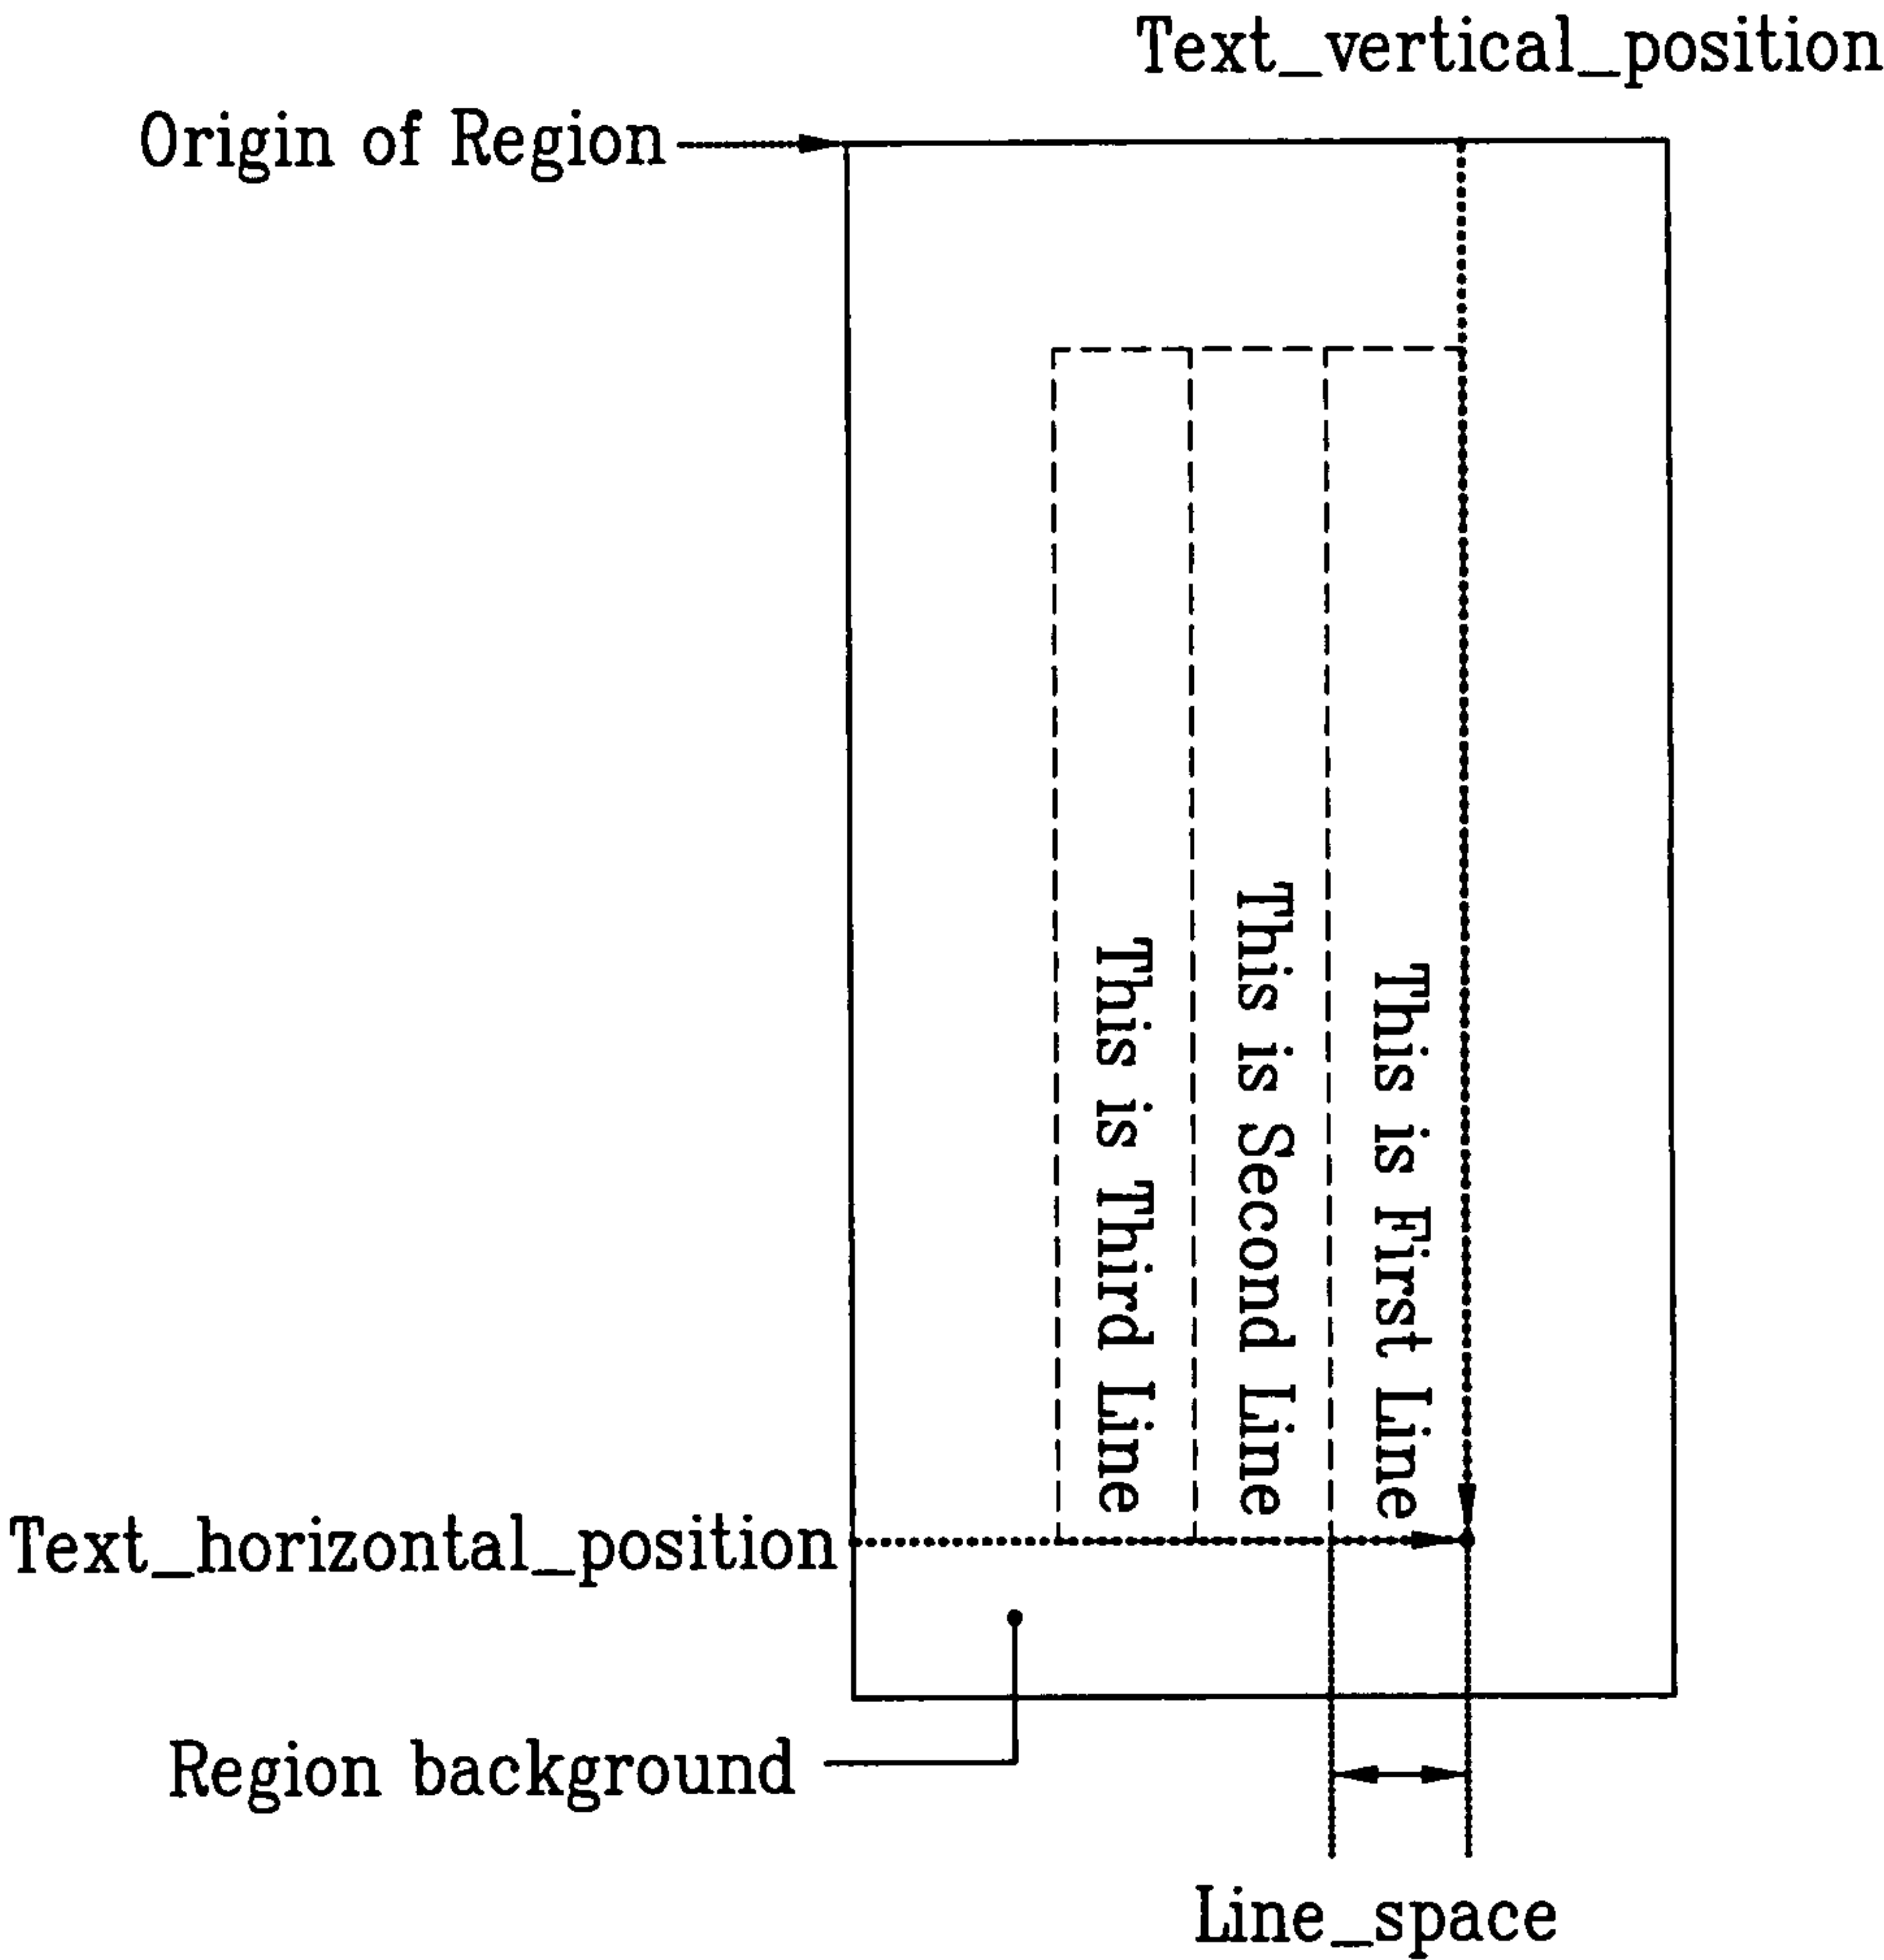 Text_vertical_position
Origin of Region
This is First Line
This is Second Line
This is Third Line
Text_horizontal_position
Region background
Line_space